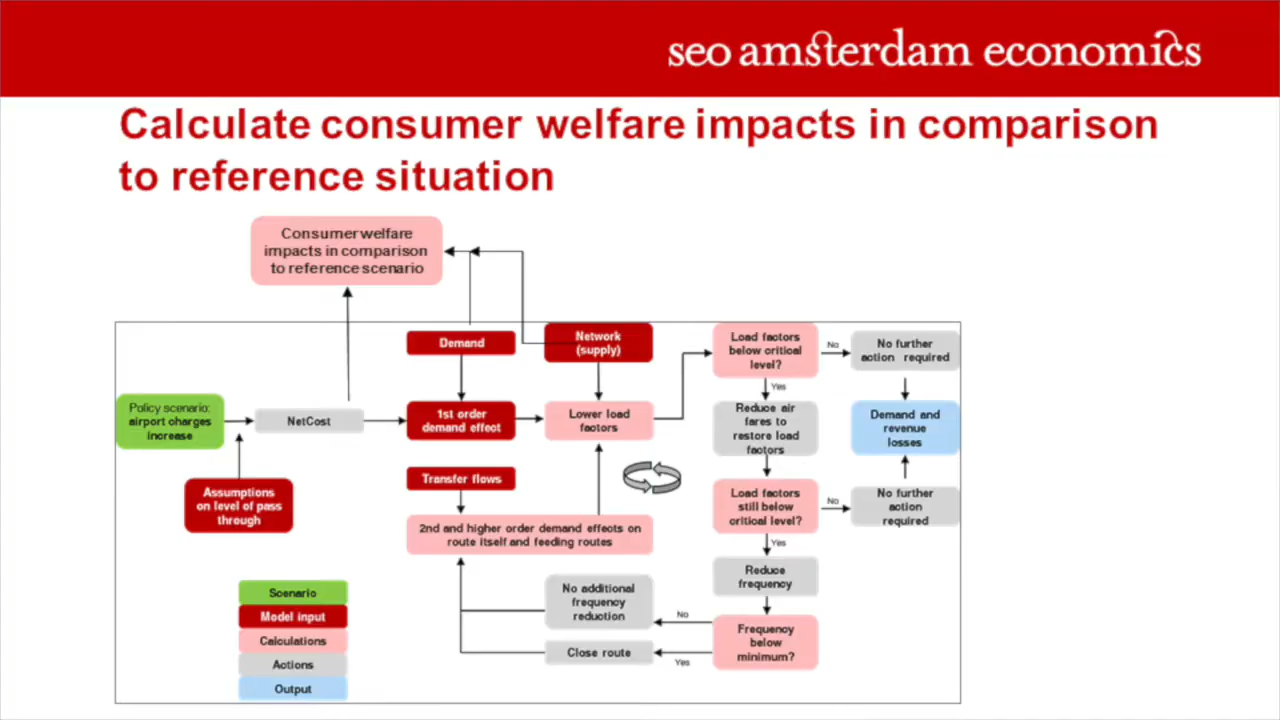 seo amsterdam economics
Calculate consumer welfare impacts in comparison
to reference situation
Consumer welfare
impacts in comparison
to reference scenario
Demand
Network
(supply)
Load factors
below critical
level?
No
No further
action required
Yes
Policy scenario:
airport charges
increase
NetCost
1st order
demand effect
Lower load
factors
Reduce air
fares to
restore load
factors
Demand and
revenue
losses
Assumptions
on level of pass
through
Transfer flows
2nd and higher order demand effects on
route itself and feeding routes
Load factors
still below
critical level?
No
No further
action
required
Yes
Reduce
frequency
No additional
frequency
reduction
No
Frequency
below
minimum?
Close route
Yes
Scenario
Model input
Calculations
Actions
Output